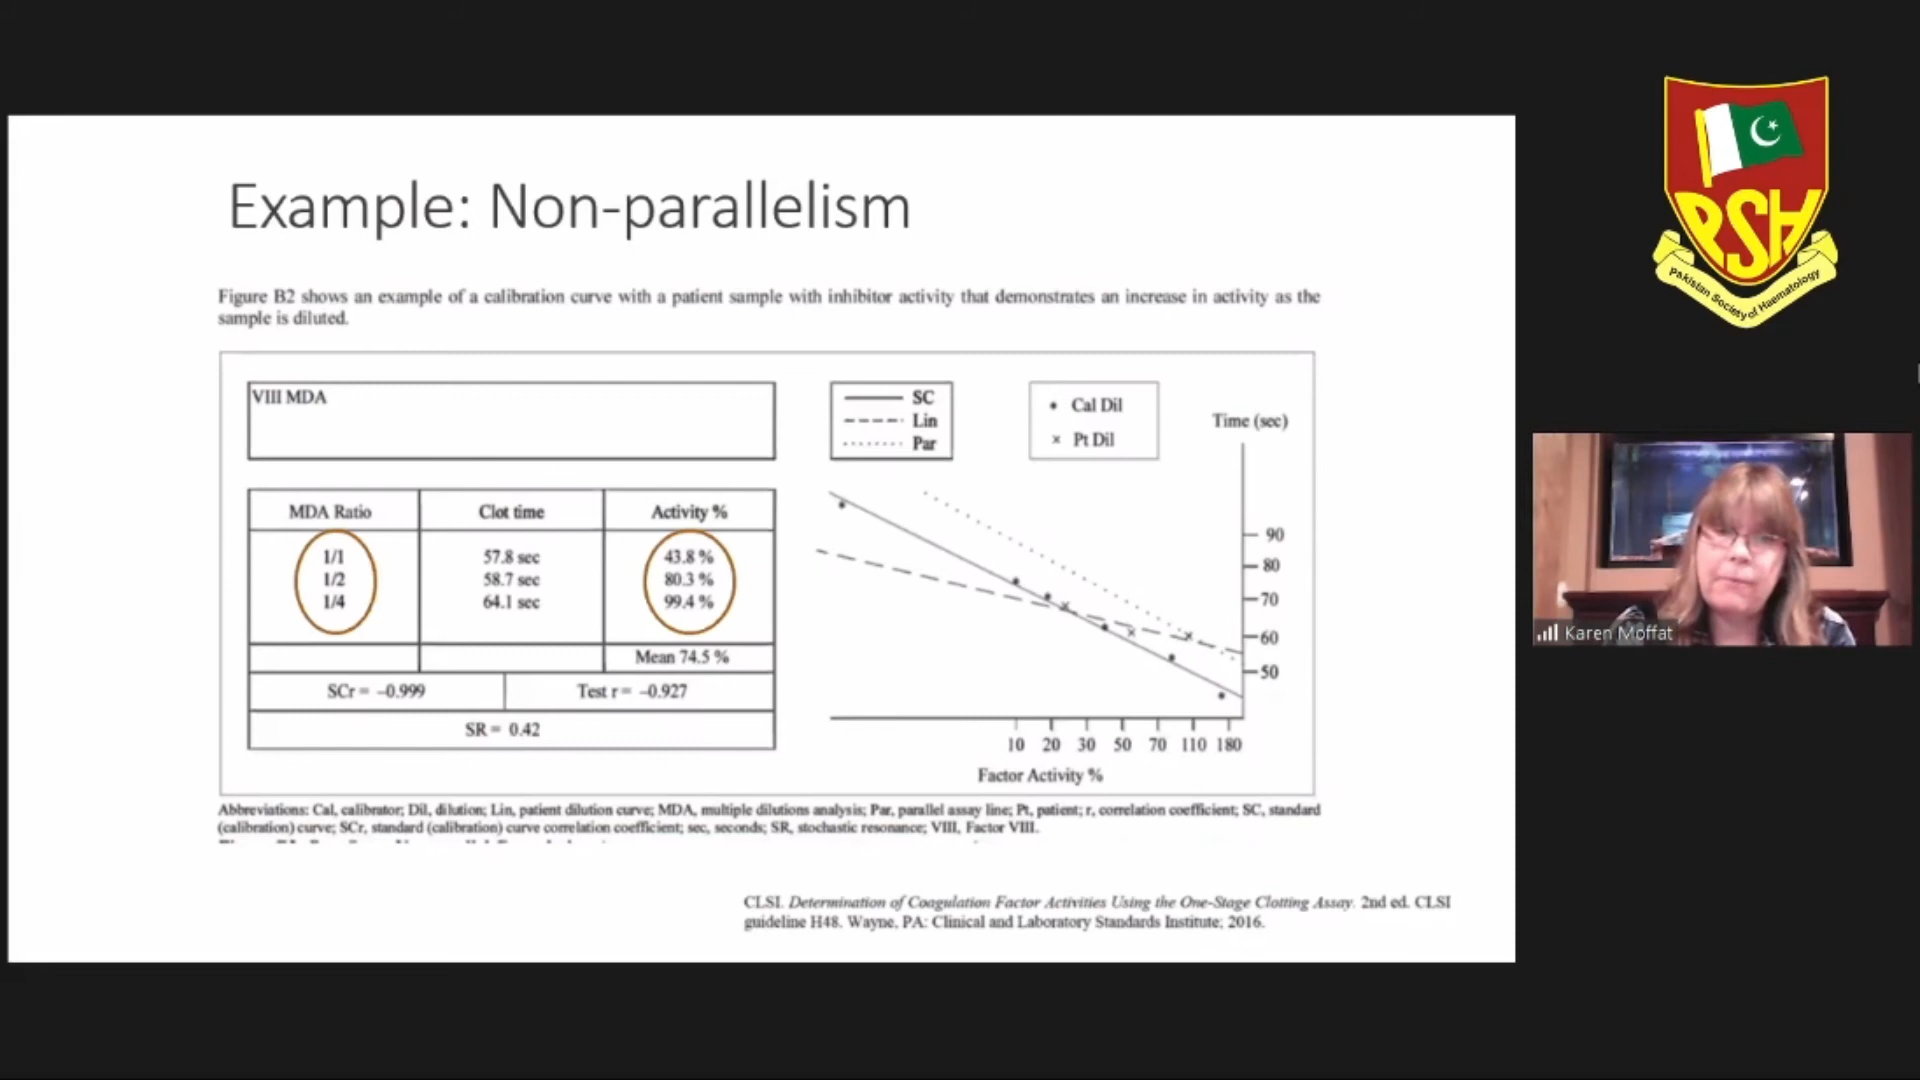 Example: Non-parallelism
Figure B2 shows an example of a calibration curve with a patient sample with inhibitor activity that demonstrates an increase in activity as the
sample is diluted.
VIII MDA
MDA Ratio Clot time Activity %
1/1 57.8 sec 43.8 %
1/2 58.7 sec 80.3 %
1/4 64.1 sec 99.4 %
Mean 74.5 %
SCr = -0.999 Test r = -0.927
SR = 0.42
SC
Lin
Par
Cal Dil
Pt Dil
Time (sec)
90
80
70
60
50
10 20 30 50 70 110 180
Factor Activity %
Abbreviations: Cal, calibrator; Dil, dilution; Lin, patient dilution curve; MDA, multiple dilutions analysis; Par, parallel assay line; Pt, patient; r, correlation coefficient; SC, standard
(calibration) curve; SCr, standard (calibration) curve correlation coefficient; sec, seconds; SR, stochastic resonance; VIII, Factor VIII.
CLSI. Determination of Coagulation Factor Activities Using the One-Stage Clotting Assay. 2nd ed. CLSI
guideline H48. Wayne, PA: Clinical and Laboratory Standards Institute; 2016.
PSH
Pakistan Society of Haematology
Karen Moffat